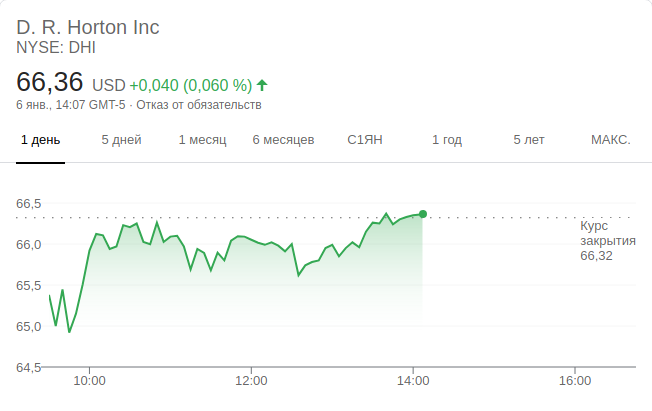 D. R. Horton Inc
NYSE: DHI
66,36 USD +0,040 (0,060 %)
6 янв., 14:07 GMT-5 · Отказ от обязательств
1 день 5 дней 1 месяц 6 месяцев С1ЯН 1 год 5 лет МАКС.
66.5
66.0
65,5
65,0
64,5
Курс
закрытия
66,32
10:00 12:00 14:00 16:00